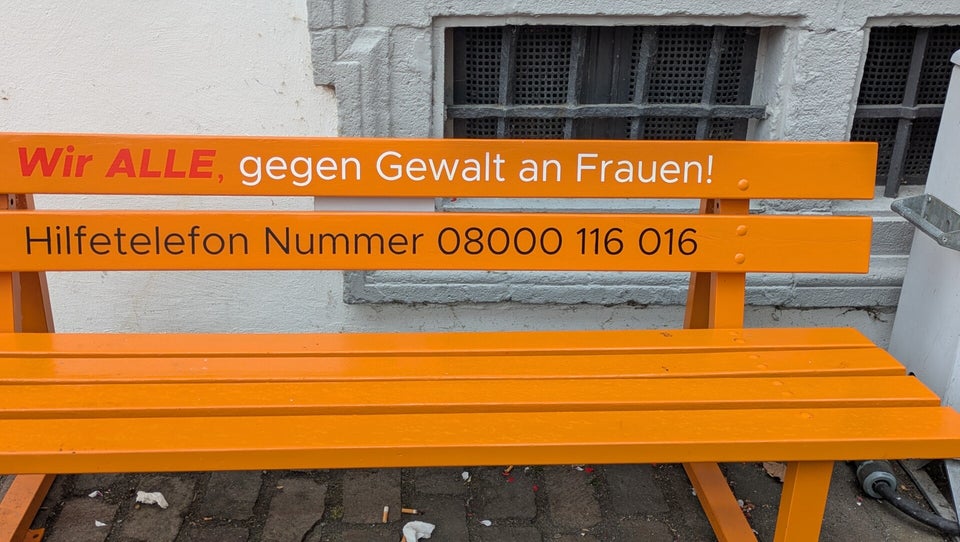 Wir ALLE, gegen Gewalt an Frauen!
Hilfetelefon Nummer 08000 116 016